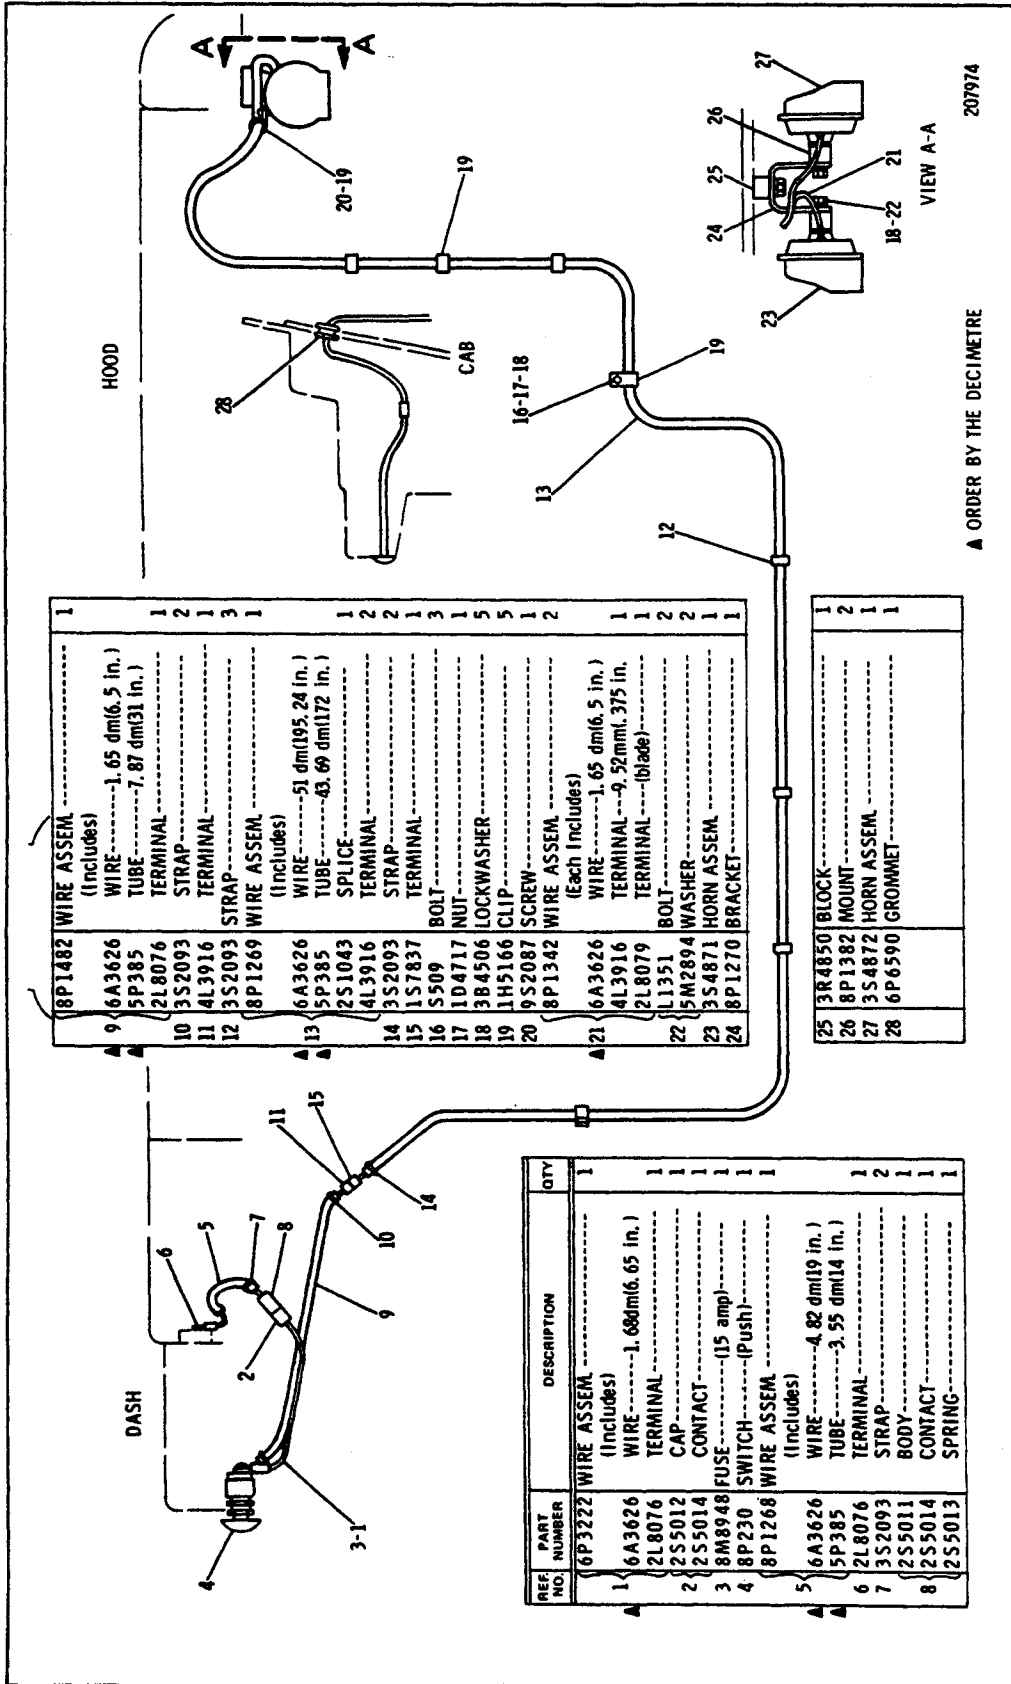 HOOD
A
A
20-19
19
28
CAB
16-17-18
19
13
12
25
26
27
24
21
18-22
23
VIEW A-A
207974
▲ ORDER BY THE DECIMETRE
DASH
6
5
7
8
2
11
15
10
14
9
3-1
4
REF. NO. PART NUMBER DESCRIPTION QTY
6P3222 WIRE ASSEM. 1
(Includes)
▲ 1 6A3626 WIRE 1.68dm(6.65 in.)
2L8076 TERMINAL 1
2 2S5012 CAP 1
2S5014 CONTACT 1
3 8M8948 FUSE (15 amp) 1
4 8P230 SWITCH (Push) 1
8P1268 WIRE ASSEM. 1
5 (Includes)
▲ 6A3626 WIRE 4.82 dm(19 in.)
▲ 5P385 TUBE 3.55 dm(14 in.)
6 2L8076 TERMINAL 1
7 3S2093 STRAP 2
2S5011 BODY 1
8 2S5014 CONTACT 1
2S5013 SPRING 1
8P1482 WIRE ASSEM. 1
(Includes)
▲ 9 6A3626 WIRE 1.65 dm(6.5 in.)
▲ 5P385 TUBE 7.87 dm(31 in.)
2L8076 TERMINAL 1
10 3S2093 STRAP 2
11 4L3916 TERMINAL 1
12 3S2093 STRAP 3
8P1269 WIRE ASSEM. 1
(Includes)
▲ 6A3626 WIRE 51 dm(195.24 in.)
▲ 13 5P385 TUBE 43.69 dm(172 in.)
2S1043 SPLICE 1
4L3916 TERMINAL 2
14 3S2093 STRAP 2
15 1S7837 TERMINAL 1
16 S509 BOLT 3
17 1D4717 NUT 1
18 3B4506 LOCKWASHER 5
19 1H5166 CLIP 5
20 9S2087 SCREW 1
8P1342 WIRE ASSEM. 2
(Each Includes)
▲ 21 6A3626 WIRE 1.65 dm(6.5 in.)
4L3916 TERMINAL 9.52mm(.375 in. 1
2L8079 TERMINAL (blade) 1
22 L1351 BOLT 2
5M2894 WASHER 2
23 3S4871 HORN ASSEM. 1
24 8P1270 BRACKET 1
25 3R4850 BLOCK 1
26 8P1382 MOUNT 2
27 3S4872 HORN ASSEM. 1
28 6P6590 GROMMET 1